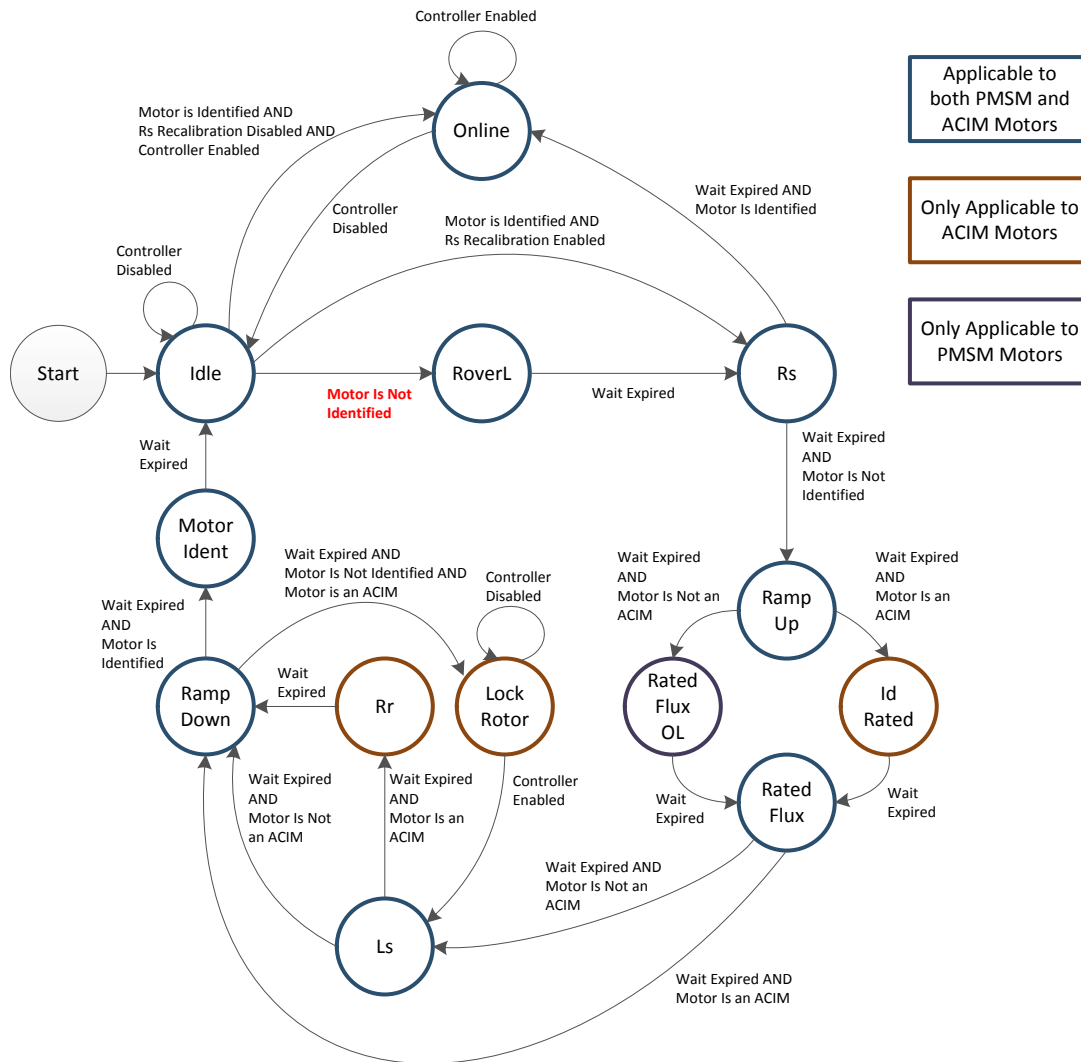 Controller Enabled
Applicable to
both PMSM and
ACIM Motors
Motor is Identified AND
Rs Recalibration Disabled AND
Controller Enabled
Online
Wait Expired AND
Motor Is Identified
Only Applicable to
ACIM Motors
Controller
Disabled
Motor is Identified AND
Rs Recalibration Enabled
Controller
Disabled
Only Applicable to
PMSM Motors
Start
Idle
RoverL
Rs
Motor Is Not
Identified
Wait Expired
Wait
Expired
Wait Expired
AND
Motor Is Not
Identified
Motor
Ident
Wait Expired AND
Motor Is Not Identified AND
Motor is an ACIM
Controller
Disabled
Wait Expired
AND
Motor Is Not an
ACIM
Ramp
Up
Wait Expired
AND
Motor Is an
ACIM
Wait Expired
AND
Motor Is
Identified
Ramp
Down
Wait
Expired
Rr
Lock
Rotor
Rated
Flux
OL
Id
Rated
Wait Expired
AND
Motor Is Not
an ACIM
Wait Expired
AND
Motor Is an
ACIM
Controller
Enabled
Wait
Expired
Rated
Flux
Wait
Expired
Wait Expired AND
Motor Is Not an
ACIM
Ls
Wait Expired AND
Motor Is an ACIM